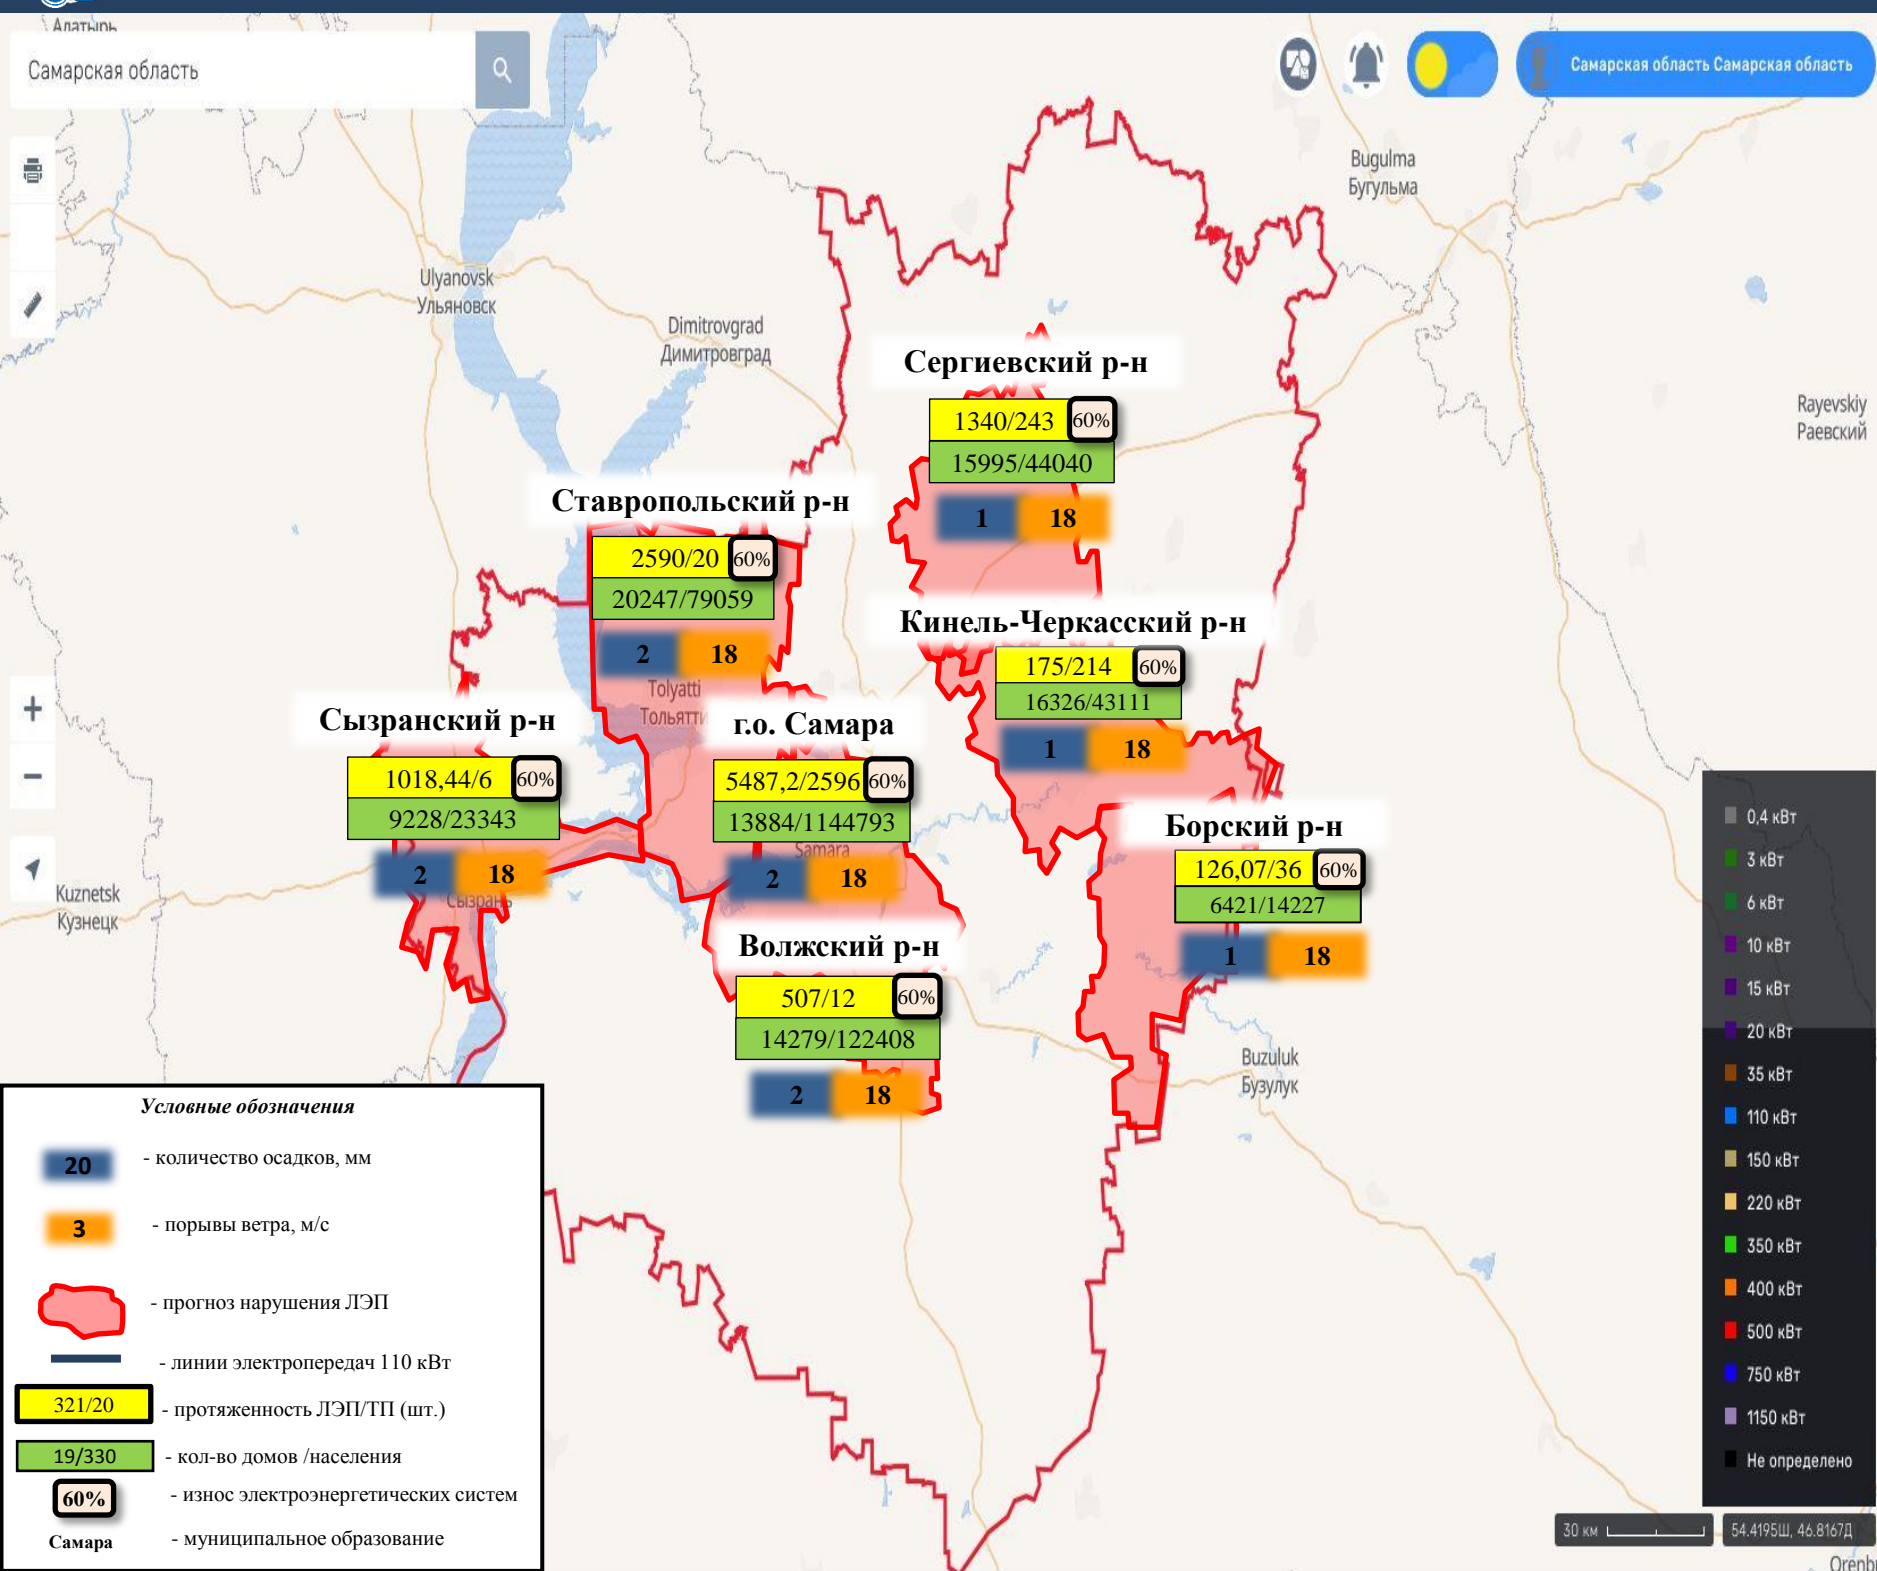 Алатырь
Самарская область
Самарская область Самарская область
Bugulma
Бугульма
Ulyanovsk
Ульяновск
Dimitrovgrad
Димитровград
Rayevskiy
Раевский
Сергиевский р-н
1340/243
60%
15995/44040
1
18
Ставропольский р-н
2590/20
60%
20247/79059
2
18
Tolyatti
Тольятти
Кинель-Черкасский р-н
175/214
60%
16326/43111
1
18
Сызранский р-н
1018,44/6
60%
9228/23343
2
18
Сызрань
г.о. Самара
5487,2/2596
60%
13884/1144793
Samara
2
18
Борский р-н
126,07/36
60%
6421/14227
1
18
Волжский р-н
507/12
60%
14279/122408
2
18
Kuznetsk
Кузнецк
Buzuluk
Бузулук
Условные обозначения
20
- количество осадков, мм
3
- порывы ветра, м/с
- прогноз нарушения ЛЭП
- линии электропередач 110 кВт
321/20
- протяженность ЛЭП/ТП (шт.)
19/330
- кол-во домов /населения
60%
- износ электроэнергетических систем
Самара
- муниципальное образование
0,4 кВт
3 кВт
6 кВт
10 кВт
15 кВт
20 кВт
35 кВт
110 кВт
150 кВт
220 кВт
350 кВт
400 кВт
500 кВт
750 кВт
1150 кВт
Не определено
30 км
54.4195Ш, 46.8167Д